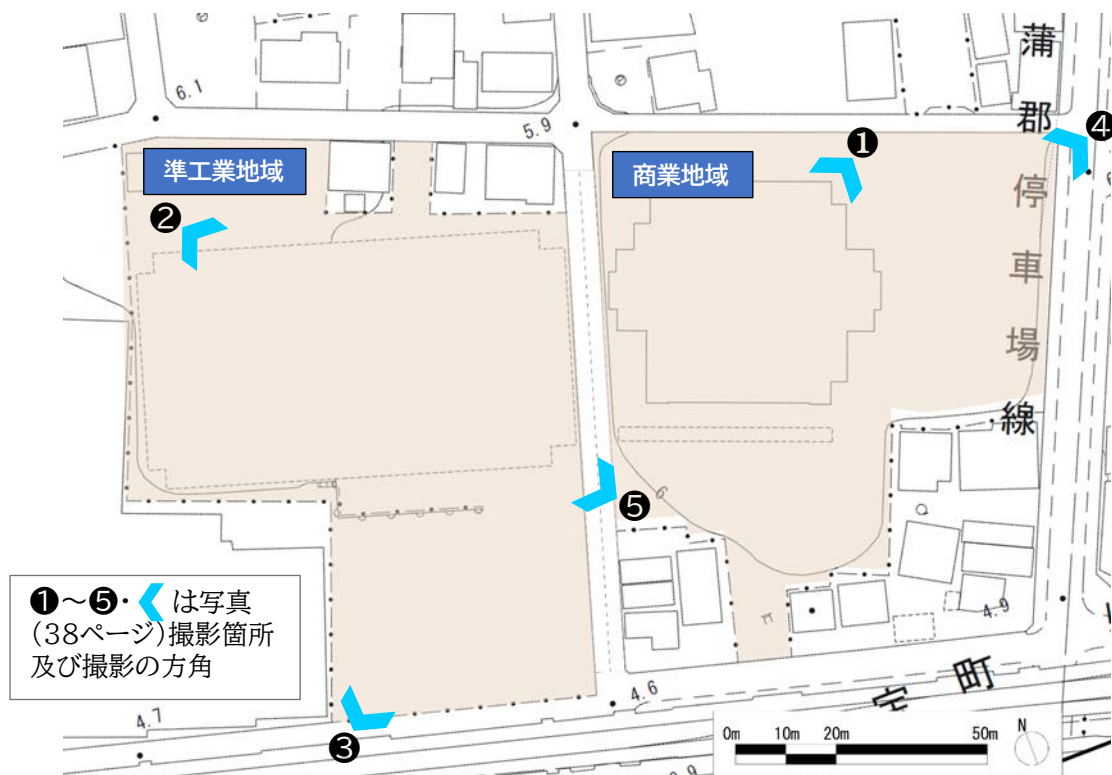 蒲
郡
停
車
場
線
6.1
5.9
❶
❹
準工業地域
商業地域
❷
❺
6
4.9
❶～❺・ は写真
(38ページ)撮影箇所
及び撮影の方角
4.6
町
4.7
❸
0m 10m 20m 50m
N